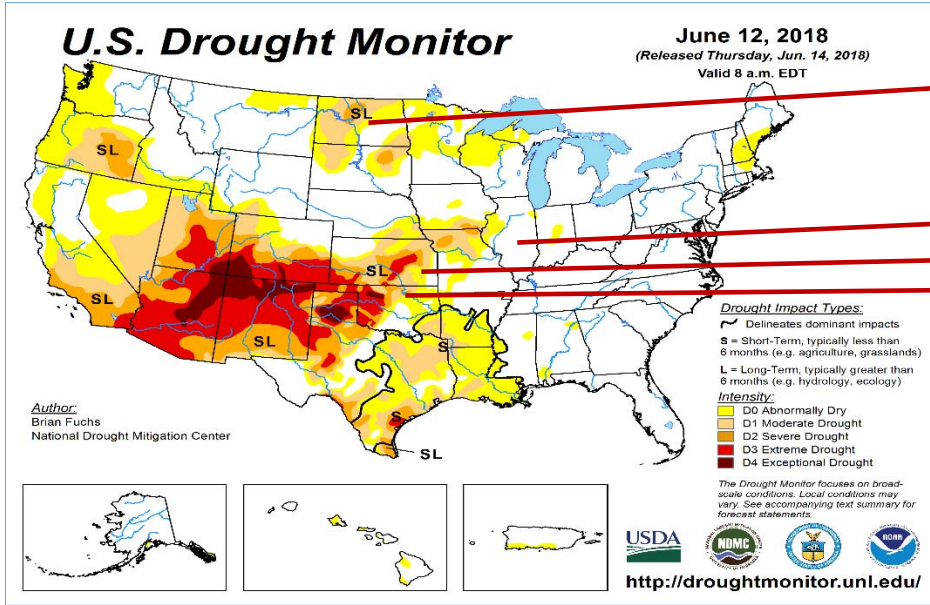 U.S. Drought Monitor
June 12, 2018
(Released Thursday, Jun. 14, 2018)
Valid 8 a.m. EDT
SL
SL
SL
SL
SL
S
S
SL
Author:
Brian Fuchs
National Drought Mitigation Center
Drought Impact Types:
Delineates dominant impacts
S = Short-Term, typically less than
6 months (e.g. agriculture, grasslands)
L = Long-Term, typically greater than
6 months (e.g. hydrology, ecology)
Intensity:
D0 Abnormally Dry
D1 Moderate Drought
D2 Severe Drought
D3 Extreme Drought
D4 Exceptional Drought
The Drought Monitor focuses on broad-
scale conditions. Local conditions may
vary. See accompanying text summary for
forecast statements.
USDA
NDMC
NOAA
http://droughtmonitor.unl.edu/